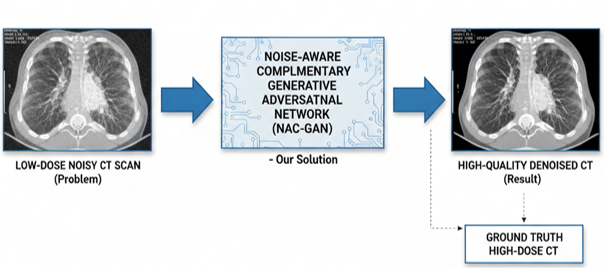 NOISE-AWARE
COMPLMENTARY
GENERATIVE
ADVERSATNAL
NETWORK
(NAC-GAN)
LOW-DOSE NOISY CT SCAN
(Problem)
- Our Solution
HIGH-QUALITY DENOISED CT
(Result)
GROUND TRUTH
HIGH-DOSE CT